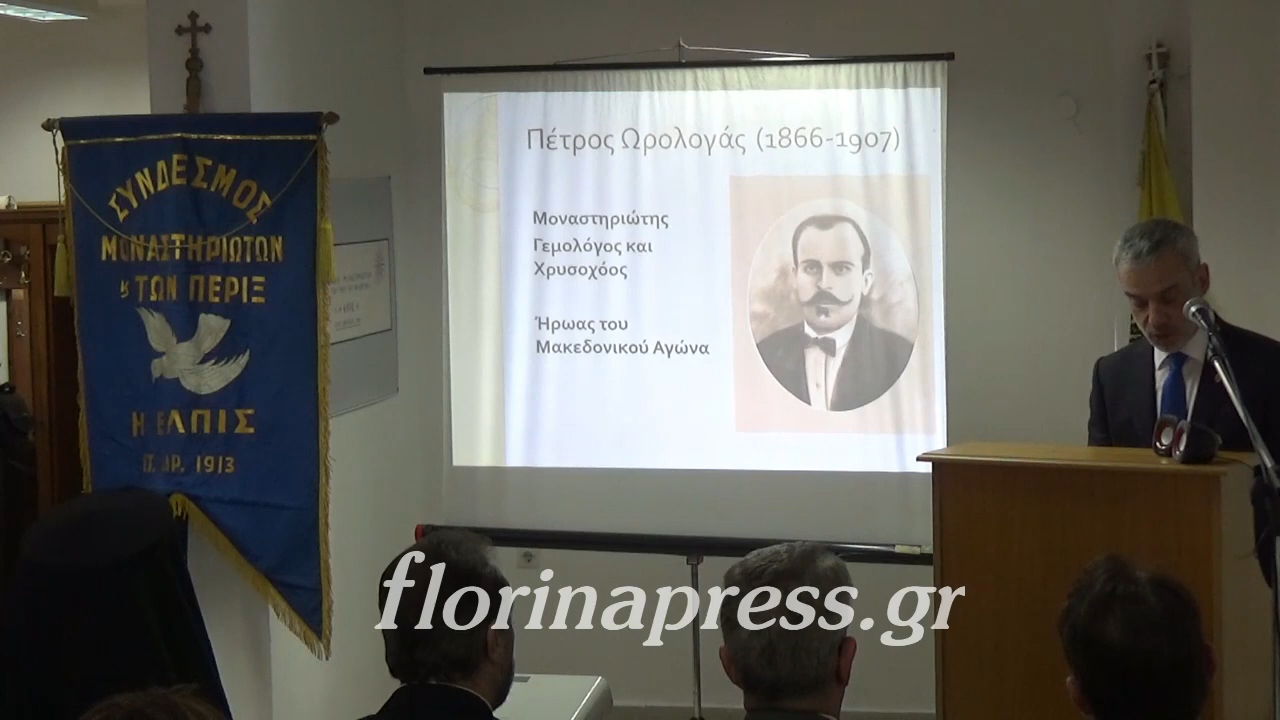 ΣΥΝΔΕΣΜΟΣ
ΜΟΝΑΣΤΗΡΙΩΤΩΝ
ΤΩΝ ΠΕΡΙΞ
Η ΕΛΠΙΣ
ΙΔ. ΑΡ. 1913
Πέτρος Ωρολογάς (1866-1907)
Μοναστηριώτης
Γεμολόγος και
Χρυσοχόος
Ήρωας του
Μακεδονικού Αγώνα
florinapress.gr